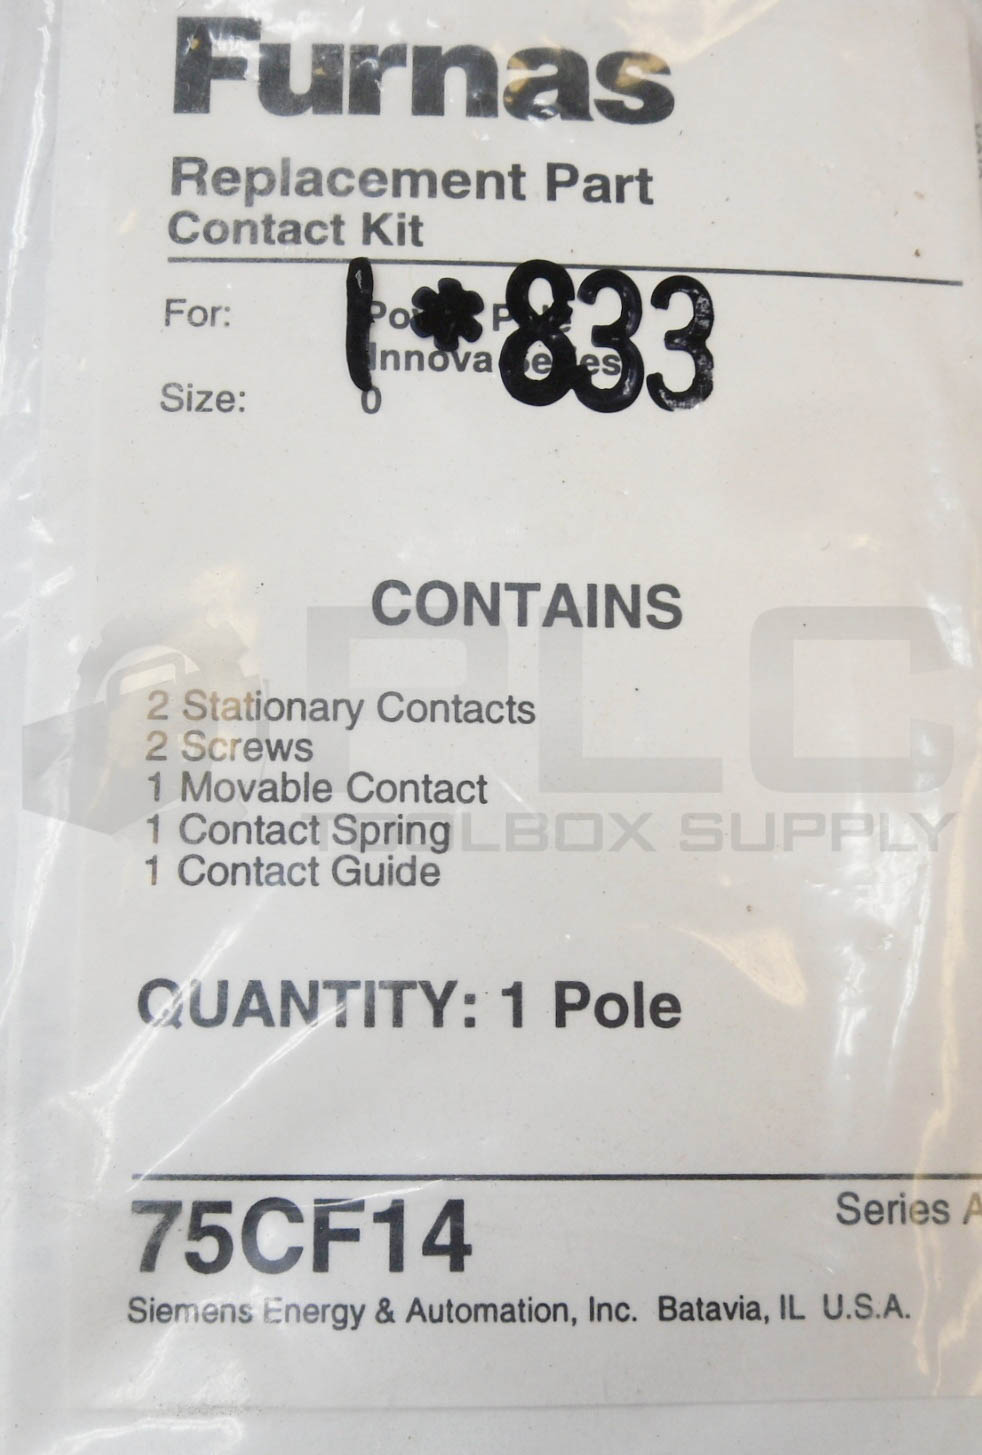 Furnas
Replacement Part
Contact Kit
1*833
For:
Innova Series
Size: 0
CONTAINS
2 Stationary Contacts
2 Screws
1 Movable Contact
1 Contact Spring
1 Contact Guide
PLC
TOOLBOX SUPPLY
QUANTITY: 1 Pole
75CF14
Series A
Siemens Energy & Automation, Inc. Batavia, IL U.S.A.